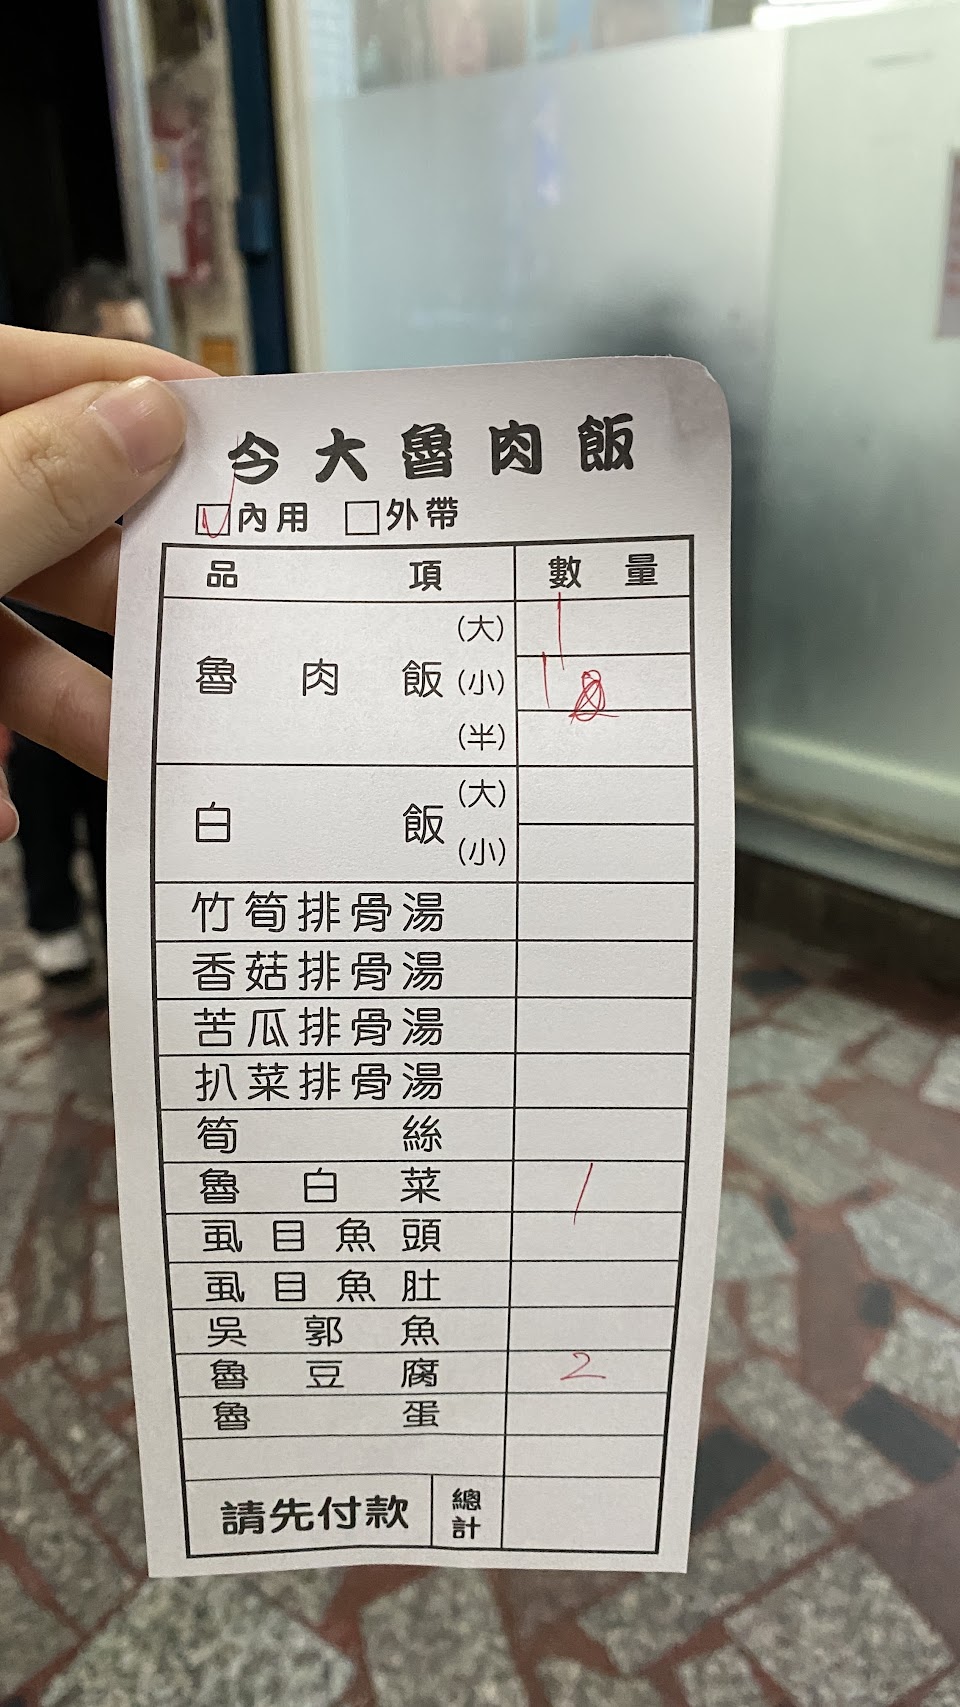 今大魯肉飯
內用 外帶
品項 數量
魯肉飯 (大) 1
(小) 1
(半)
白飯 (大)
(小)
竹筍排骨湯
香菇排骨湯
苦瓜排骨湯
扒菜排骨湯
筍絲
魯白菜 1
虱目魚頭
虱目魚肚
吳郭魚
魯豆腐 2
魯蛋
請先付款 總計